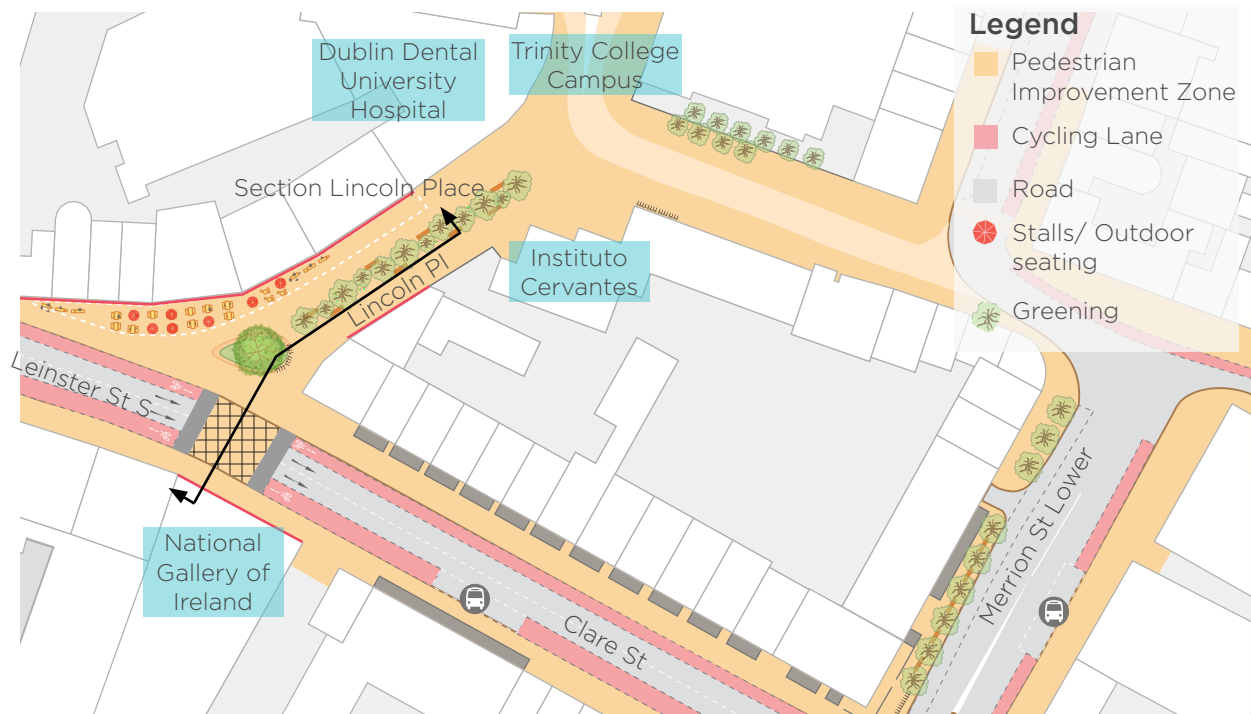 Dublin Dental
University
Hospital
Trinity College
Campus
Legend
Pedestrian
Improvement Zone
Cycling Lane
Road
Stalls/ Outdoor
seating
Greening
Section Lincoln Place
Instituto
Cervantes
Lincoln Pl
Leinster St S
National
Gallery of
Ireland
Clare St
Merrion St Lower